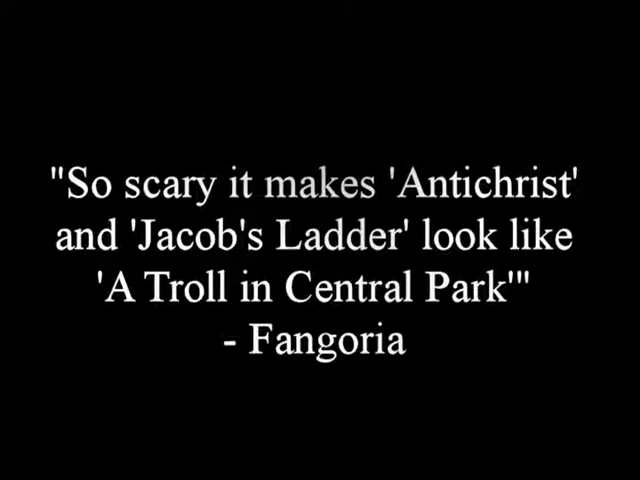 "So scary it makes 'Antichrist'
and 'Jacob's Ladder' look like
'A Troll in Central Park'"
- Fangoria